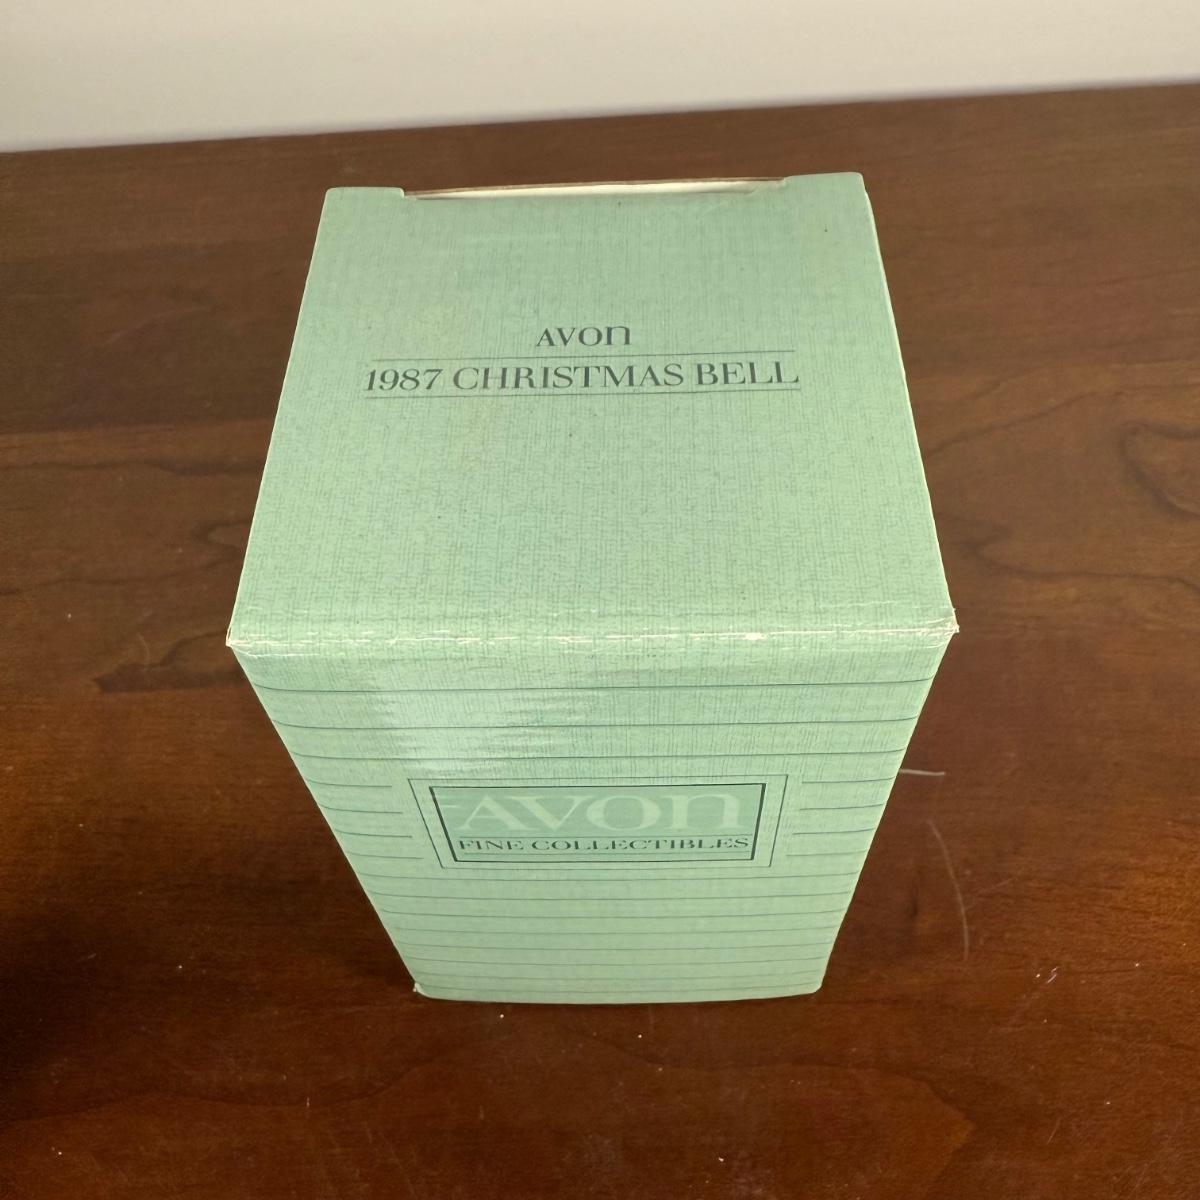 AVON
1987 CHRISTMAS BELL
AVON
FINE COLLECTIBLES